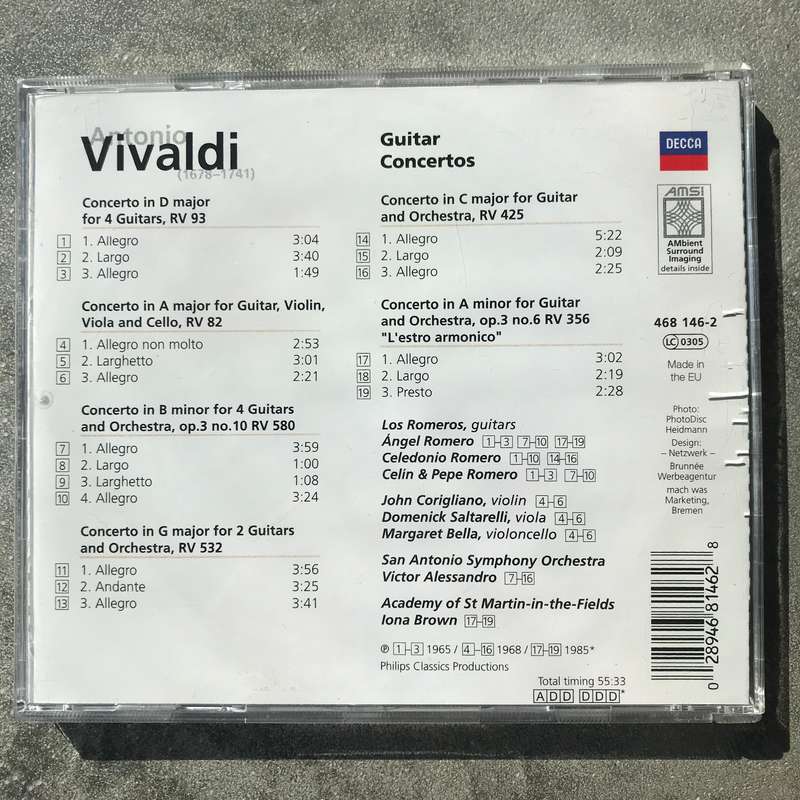 Antonio
Vivaldi
(1678–1741)
Concerto in D major
for 4 Guitars, RV 93
1 1. Allegro 3:04
2 2. Largo 3:40
3 3. Allegro 1:49
Concerto in A major for Guitar, Violin,
Viola and Cello, RV 82
4 1. Allegro non molto 2:53
5 2. Larghetto 3:01
6 3. Allegro 2:21
Concerto in B minor for 4 Guitars
and Orchestra, op.3 no.10 RV 580
7 1. Allegro 3:59
8 2. Largo 1:00
9 3. Larghetto 1:08
10 4. Allegro 3:24
Concerto in G major for 2 Guitars
and Orchestra, RV 532
11 1. Allegro 3:56
12 2. Andante 3:25
13 3. Allegro 3:41
Guitar
Concertos
Concerto in C major for Guitar
and Orchestra, RV 425
14 1. Allegro 5:22
15 2. Largo 2:09
16 3. Allegro 2:25
Concerto in A minor for Guitar
and Orchestra, op.3 no.6 RV 356
"L'estro armonico"
17 1. Allegro 3:02
18 2. Largo 2:19
19 3. Presto 2:28
Los Romeros, guitars
Ángel Romero 1–3 7–10 17–19
Celedonio Romero 1–10 14–16
Celin & Pepe Romero 1–3 7–10
John Corigliano, violin 4–6
Domenick Saltarelli, viola 4–6
Margaret Bella, violoncello 4–6
San Antonio Symphony Orchestra
Victor Alessandro 7–16
Academy of St Martin-in-the-Fields
Iona Brown 17–19
℗ 1–3 1965 / 4–16 1968 / 17–19 1985*
Philips Classics Productions
Total timing 55:33
ADD DDD*
DECCA
AMSI
AMbient
Surround
Imaging
details inside
468 146-2
LC 0305
Made in
the EU
Photo:
PhotoDisc
Heidmann
Design:
– Netzwerk –
Brunnée
Werbeagentur
mach was
Marketing,
Bremen
0 28946 81462 8